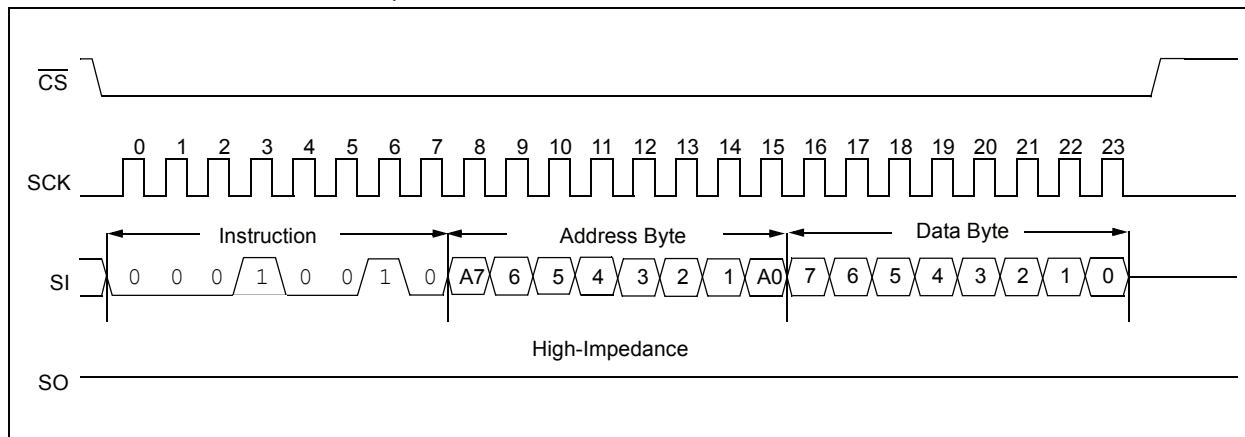 CS
0 1 2 3 4 5 6 7 8 9 10 11 12 13 14 15 16 17 18 19 20 21 22 23
SCK
Instruction Address Byte Data Byte
SI 0 0 0 1 0 0 1 0 A7 6 5 4 3 2 1 A0 7 6 5 4 3 2 1 0
High-Impedance
SO